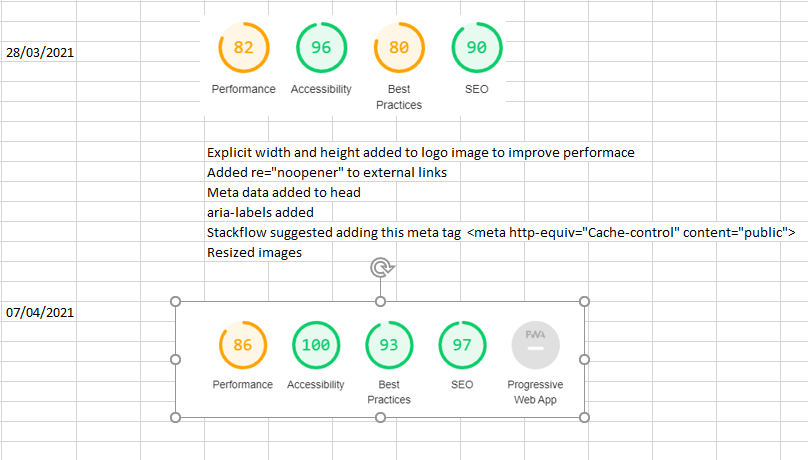 28/03/2021
82 96 80 90
Performance Accessibility Best Practices SEO
Explicit width and height added to logo image to improve performace
Added re="noopener" to external links
Meta data added to head
aria-labels added
Stackflow suggested adding this meta tag <meta http-equiv="Cache-control" content="public">
Resized images
07/04/2021
86 100 93 97 PWA
Performance Accessibility Best Practices SEO Progressive Web App